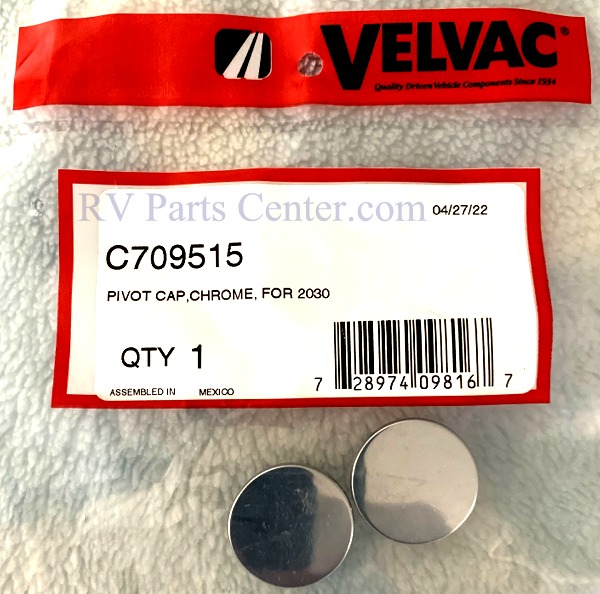 VELVAC®
Quality Driven Vehicle Components Since 1934
RV Parts Center.com 04/27/22
C709515
PIVOT CAP,CHROME, FOR 2030
QTY 1
7 28974 09816 7
ASSEMBLED IN MEXICO